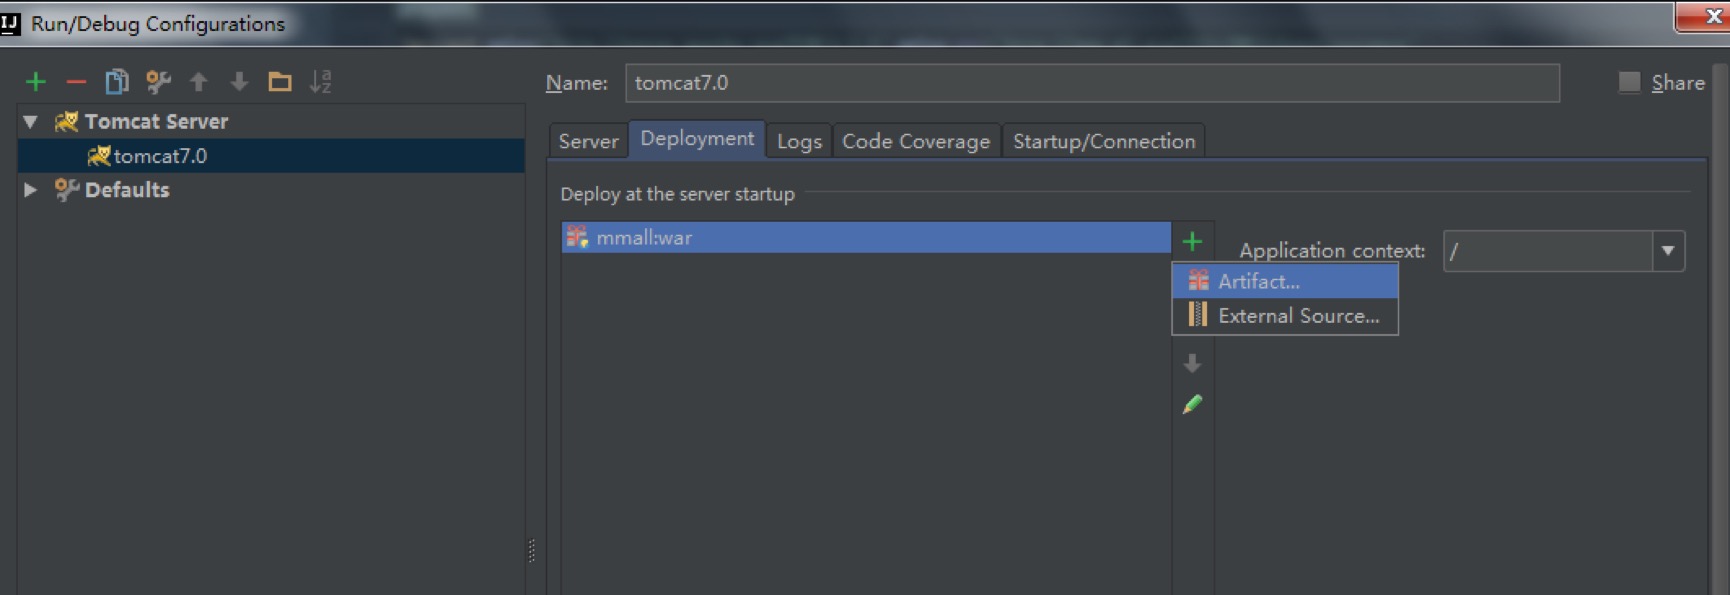 IJ Run/Debug Configurations
Name: tomcat7.0 Share
Tomcat Server
tomcat7.0
Defaults
Server Deployment Logs Code Coverage Startup/Connection
Deploy at the server startup
mmall:war
Application context: /
Artifact...
External Source...